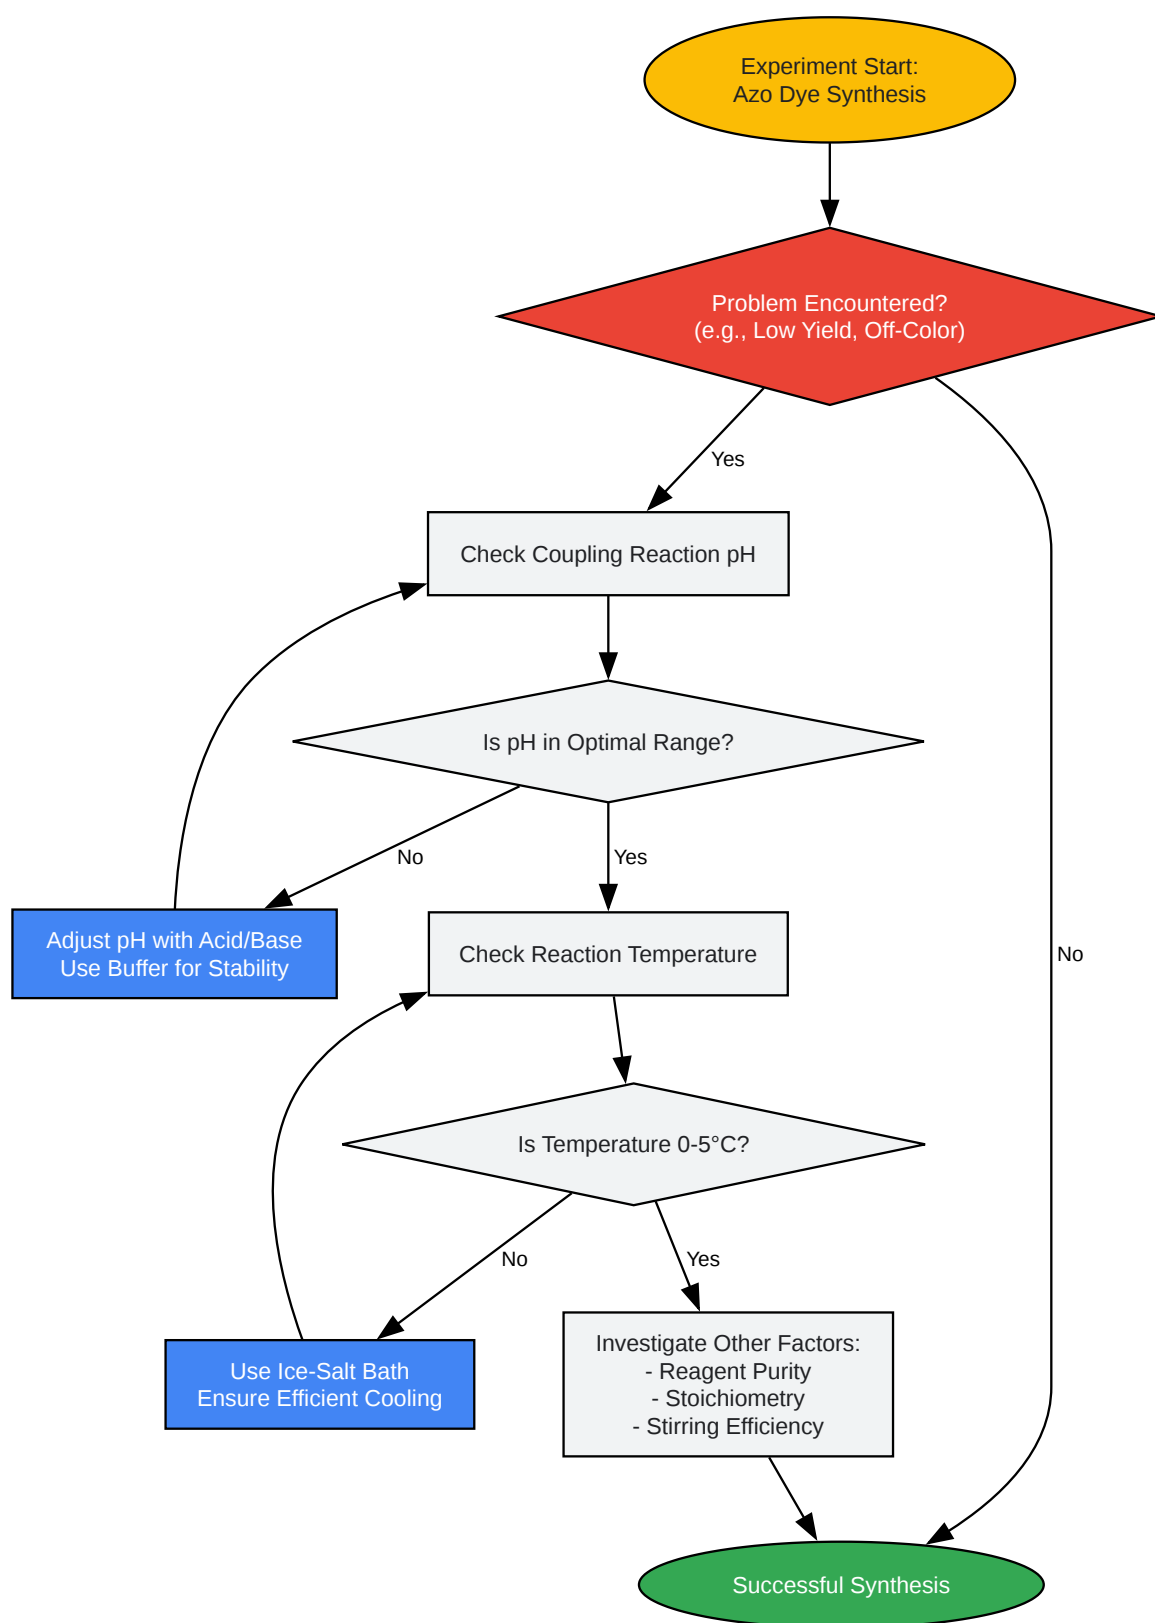 Experiment Start:
Azo Dye Synthesis
Problem Encountered?
(e.g., Low Yield, Off-Color)
Yes
Check Coupling Reaction pH
Is pH in Optimal Range?
No
Yes
Adjust pH with Acid/Base
Use Buffer for Stability
Check Reaction Temperature
No
Is Temperature 0-5°C?
No
Yes
Use Ice-Salt Bath
Ensure Efficient Cooling
Investigate Other Factors:
- Reagent Purity
- Stoichiometry
- Stirring Efficiency
Successful Synthesis